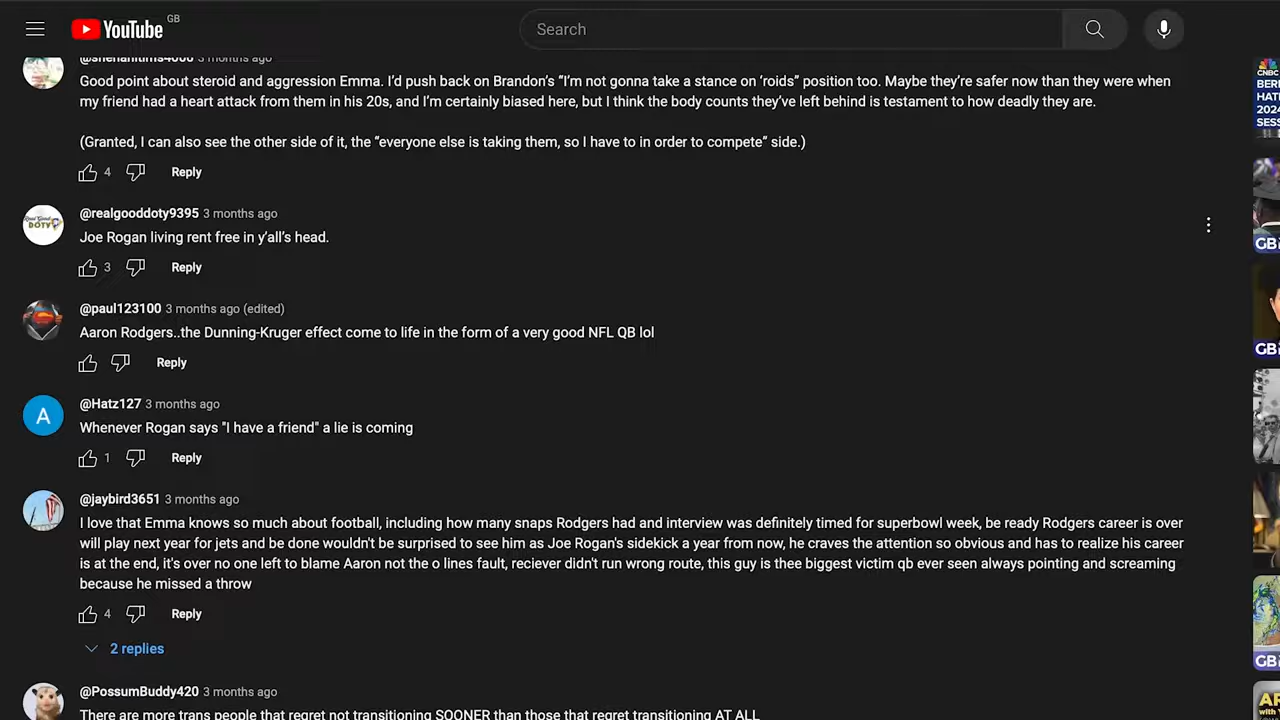 YouTube GB
Search
@shenanitims4000 3 months ago
Good point about steroid and aggression Emma. I'd push back on Brandon's "I'm not gonna take a stance on 'roids" position too. Maybe they're safer now than they were when
my friend had a heart attack from them in his 20s, and I'm certainly biased here, but I think the body counts they've left behind is testament to how deadly they are.
(Granted, I can also see the other side of it, the "everyone else is taking them, so I have to in order to compete" side.)
4 Reply
@realgooddoty9395 3 months ago
Joe Rogan living rent free in y'all's head.
3 Reply
@paul123100 3 months ago (edited)
Aaron Rodgers..the Dunning-Kruger effect come to life in the form of a very good NFL QB lol
Reply
@Hatz127 3 months ago
A
Whenever Rogan says "I have a friend" a lie is coming
1 Reply
@jaybird3651 3 months ago
I love that Emma knows so much about football, including how many snaps Rodgers had and interview was definitely timed for superbowl week, be ready Rodgers career is over
will play next year for jets and be done wouldn't be surprised to see him as Joe Rogan's sidekick a year from now, he craves the attention so obvious and has to realize his career
is at the end, it's over no one left to blame Aaron not the o lines fault, reciever didn't run wrong route, this guy is thee biggest victim qb ever seen always pointing and screaming
because he missed a throw
4 Reply
2 replies
@PossumBuddy420 3 months ago
There are more trans people that regret not transitioning SOONER than those that regret transitioning AT ALL
CNBC
BER
HAT
2024
SESS
GB
GB
GB
AF
with